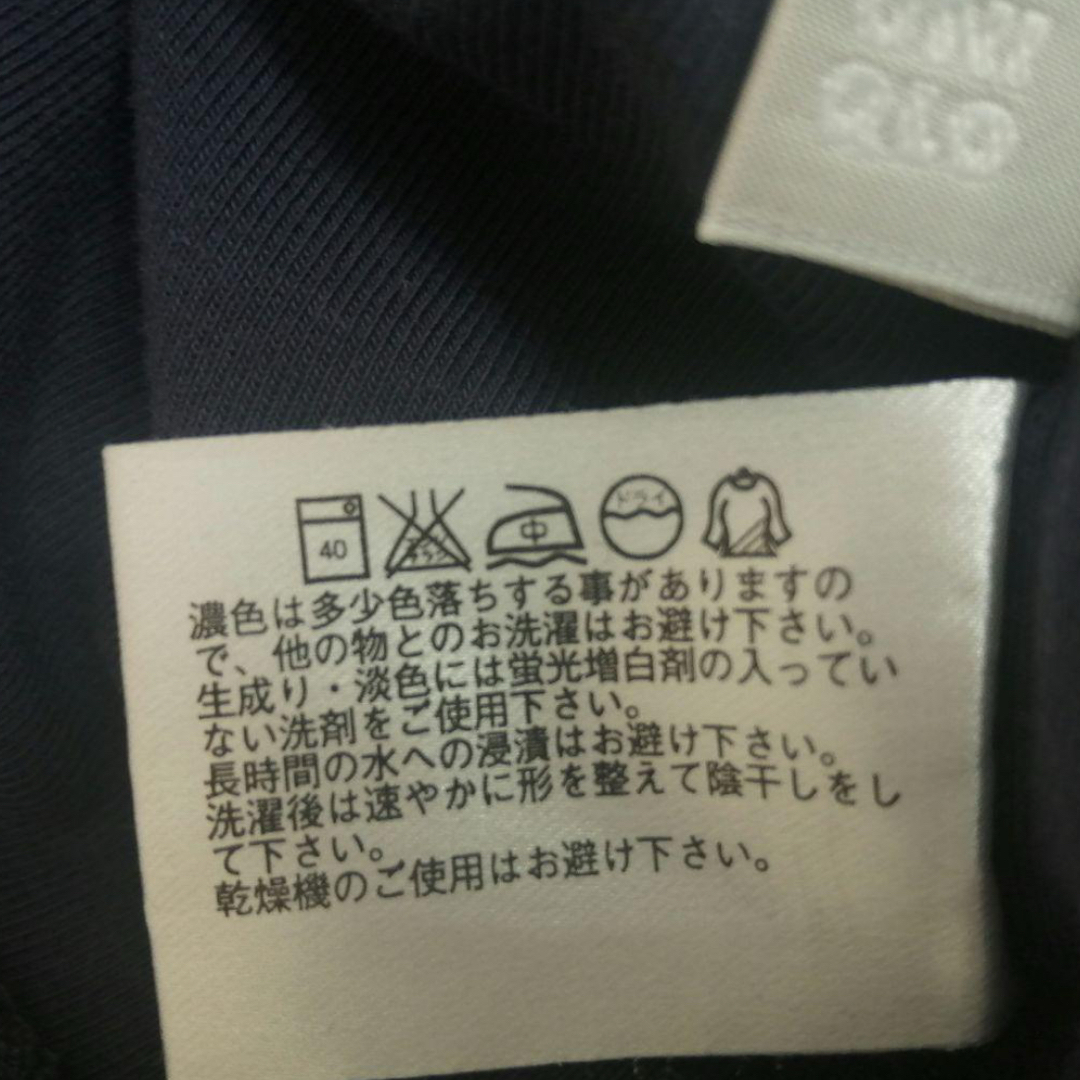 40
中
ドライ
濃色は多少色落ちする事がありますの
で、他の物とのお洗濯はお避け下さい。
生成り・淡色には蛍光増白剤の入ってい
ない洗剤をご使用下さい。
長時間の水への浸漬はお避け下さい。
洗濯後は速やかに形を整えて陰干しをし
て下さい。
乾燥機のご使用はお避け下さい。